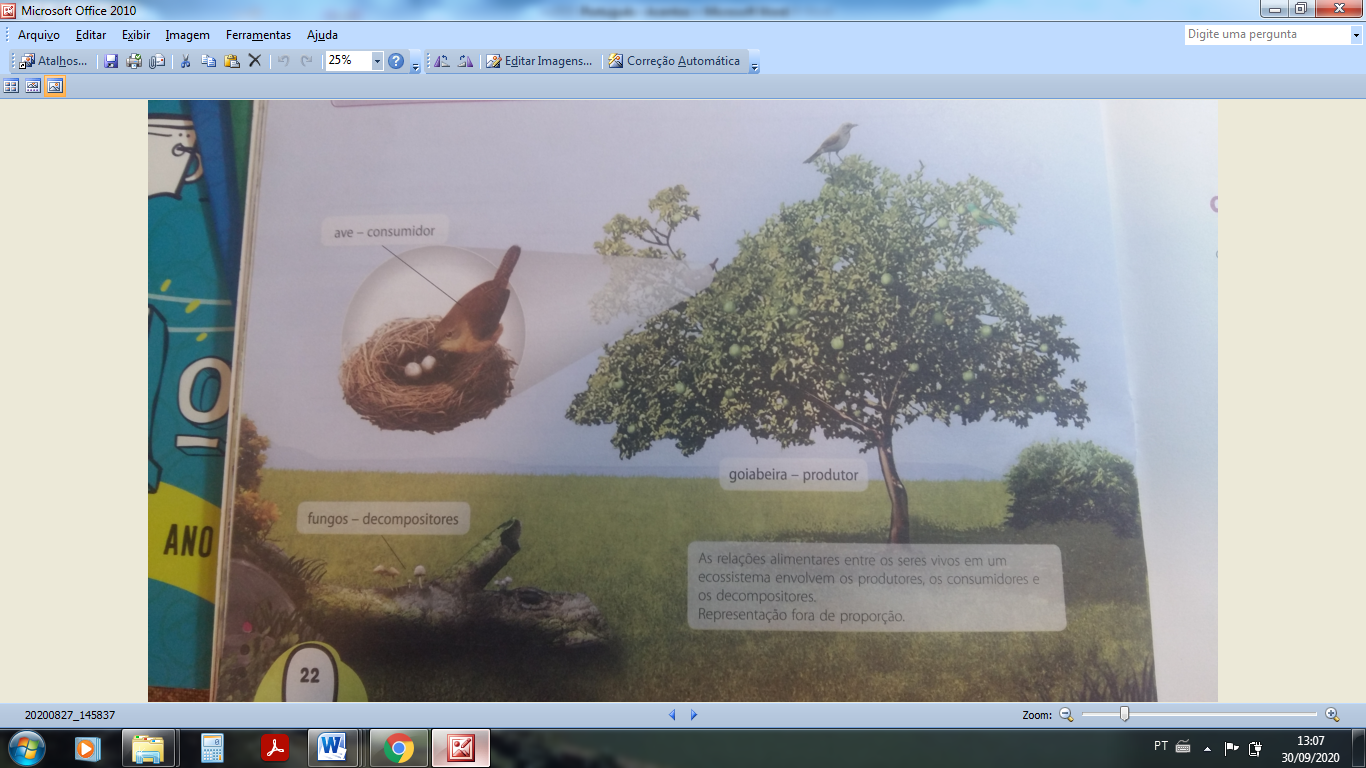 Microsoft Office 2010
Arquivo Editar Exibir Imagem Ferramentas Ajuda
Digite uma pergunta
Atalhos... 25% Editar Imagens... Correção Automática
ave – consumidor
goiabeira – produtor
fungos – decompositores
ANO
As relações alimentares entre os seres vivos em um
ecossistema envolvem os produtores, os consumidores e
os decompositores.
Representação fora de proporção.
22
20200827_145837
Zoom:
PT
13:07
30/09/2020